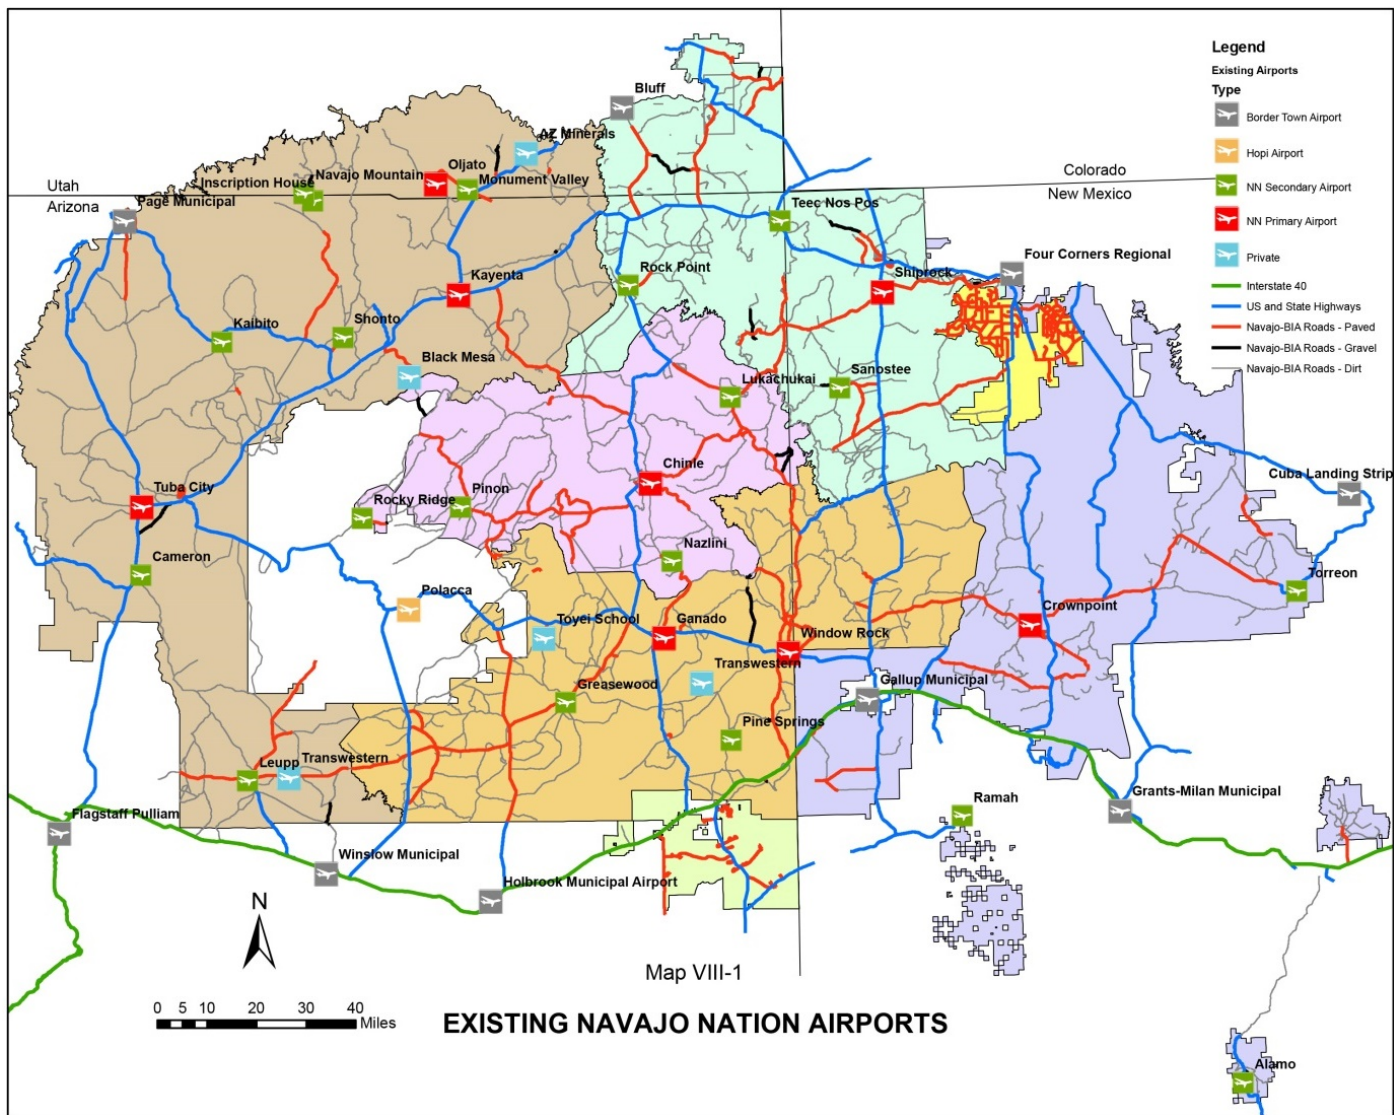 Legend
Existing Airports
Type
Border Town Airport
Hopi Airport
NN Secondary Airport
NN Primary Airport
Private
Interstate 40
US and State Highways
Navajo-BIA Roads - Paved
Navajo-BIA Roads - Gravel
Navajo-BIA Roads - Dirt
Bluff
AZ Minerals
Oljato
Navajo Mountain
Monument Valley
Inscription House
Utah
Arizona
Page Municipal
Colorado
New Mexico
Teec Nos Pos
Four Corners Regional
Rock Point
Shiprock
Kayenta
Kaibito
Shonto
Black Mesa
Lukachukai
Sanostee
Chinle
Cuba Landing Strip
Tuba City
Rocky Ridge
Pinon
Cameron
Nazlini
Torreon
Polacca
Toyei School
Ganado
Window Rock
Crownpoint
Transwestern
Greasewood
Gallup Municipal
Pine Springs
Leupp
Transwestern
Ramah
Grants-Milan Municipal
Flagstaff Pulliam
Winslow Municipal
Holbrook Municipal Airport
N
Map VIII-1
0 5 10 20 30 40
Miles
EXISTING NAVAJO NATION AIRPORTS
Alamo